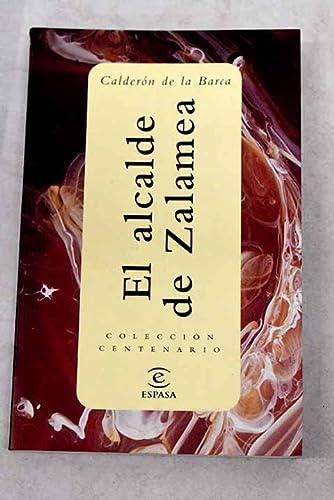 Calderón de la Barca
El alcalde
de Zalamea
COLECCIÓN
CENTENARIO
e
ESPASA